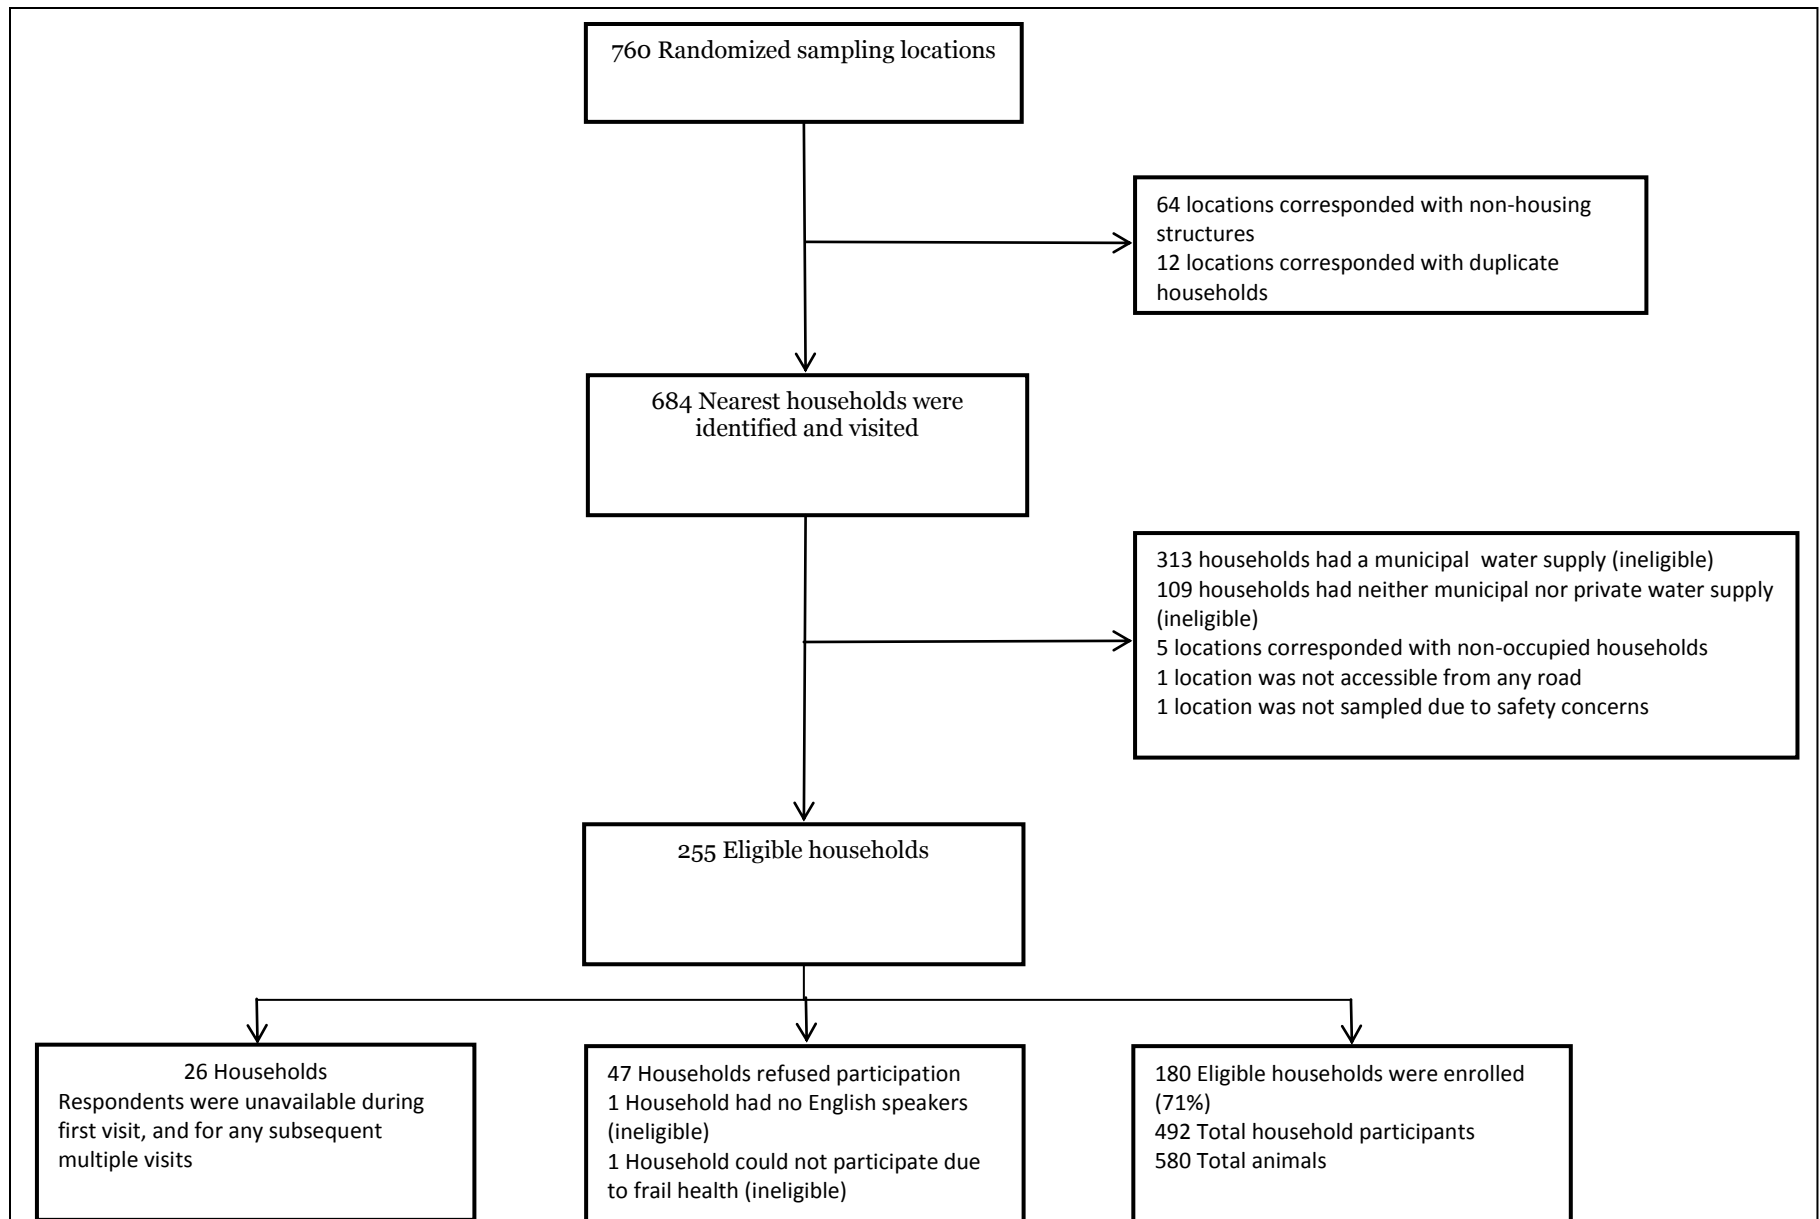 760 Randomized sampling locations
64 locations corresponded with non-housing
structures
12 locations corresponded with duplicate
households
684 Nearest households were
identified and visited
313 households had a municipal  water supply (ineligible)
109 households had neither municipal nor private water supply
(ineligible)
5 locations corresponded with non-occupied households
1 location was not accessible from any road
1 location was not sampled due to safety concerns
255 Eligible households
26 Households
Respondents were unavailable during
first visit, and for any subsequent
multiple visits
47 Households refused participation
1 Household had no English speakers
(ineligible)
1 Household could not participate due
to frail health (ineligible)
180 Eligible households were enrolled
(71%)
492 Total household participants
580 Total animals